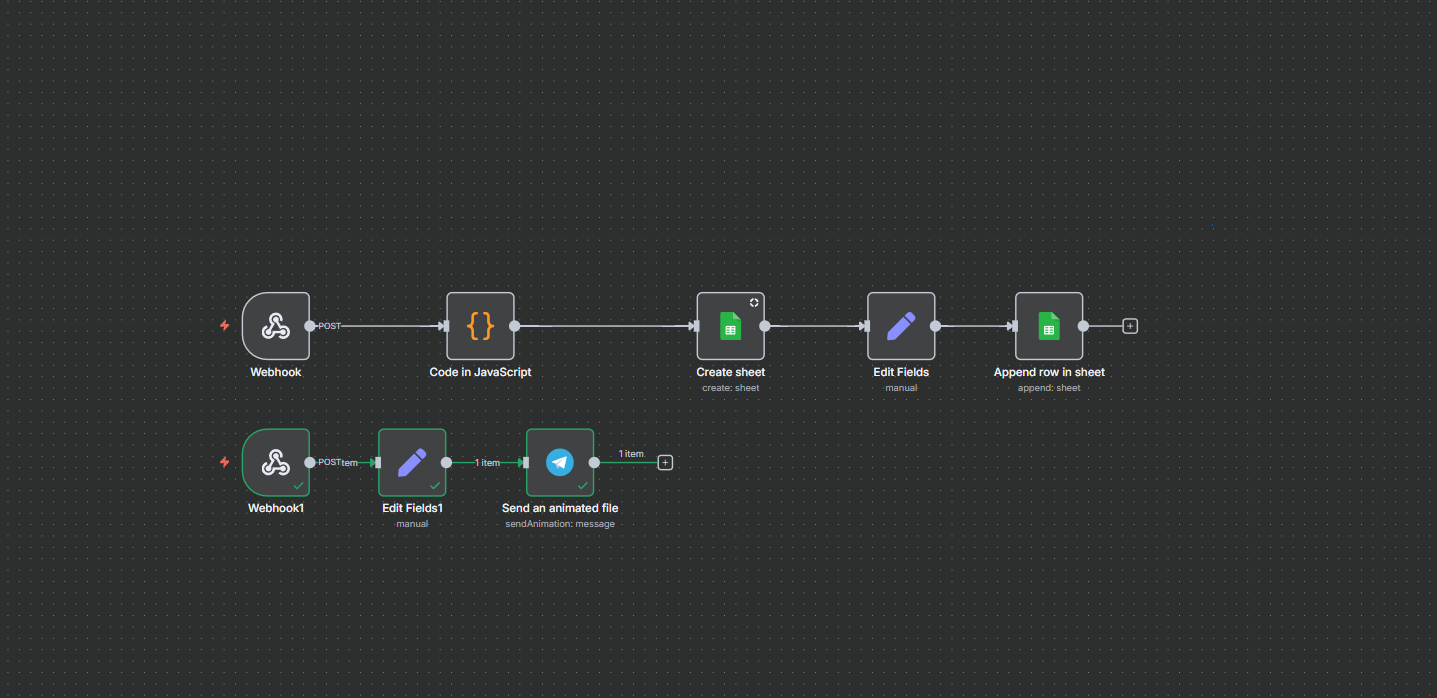 POST
Webhook
{}
Code in JavaScript
Create sheet
create: sheet
Edit Fields
manual
Append row in sheet
append: sheet
POST tem
1 item
1 item
Webhook1
Edit Fields1
manual
Send an animated file
sendAnimation: message